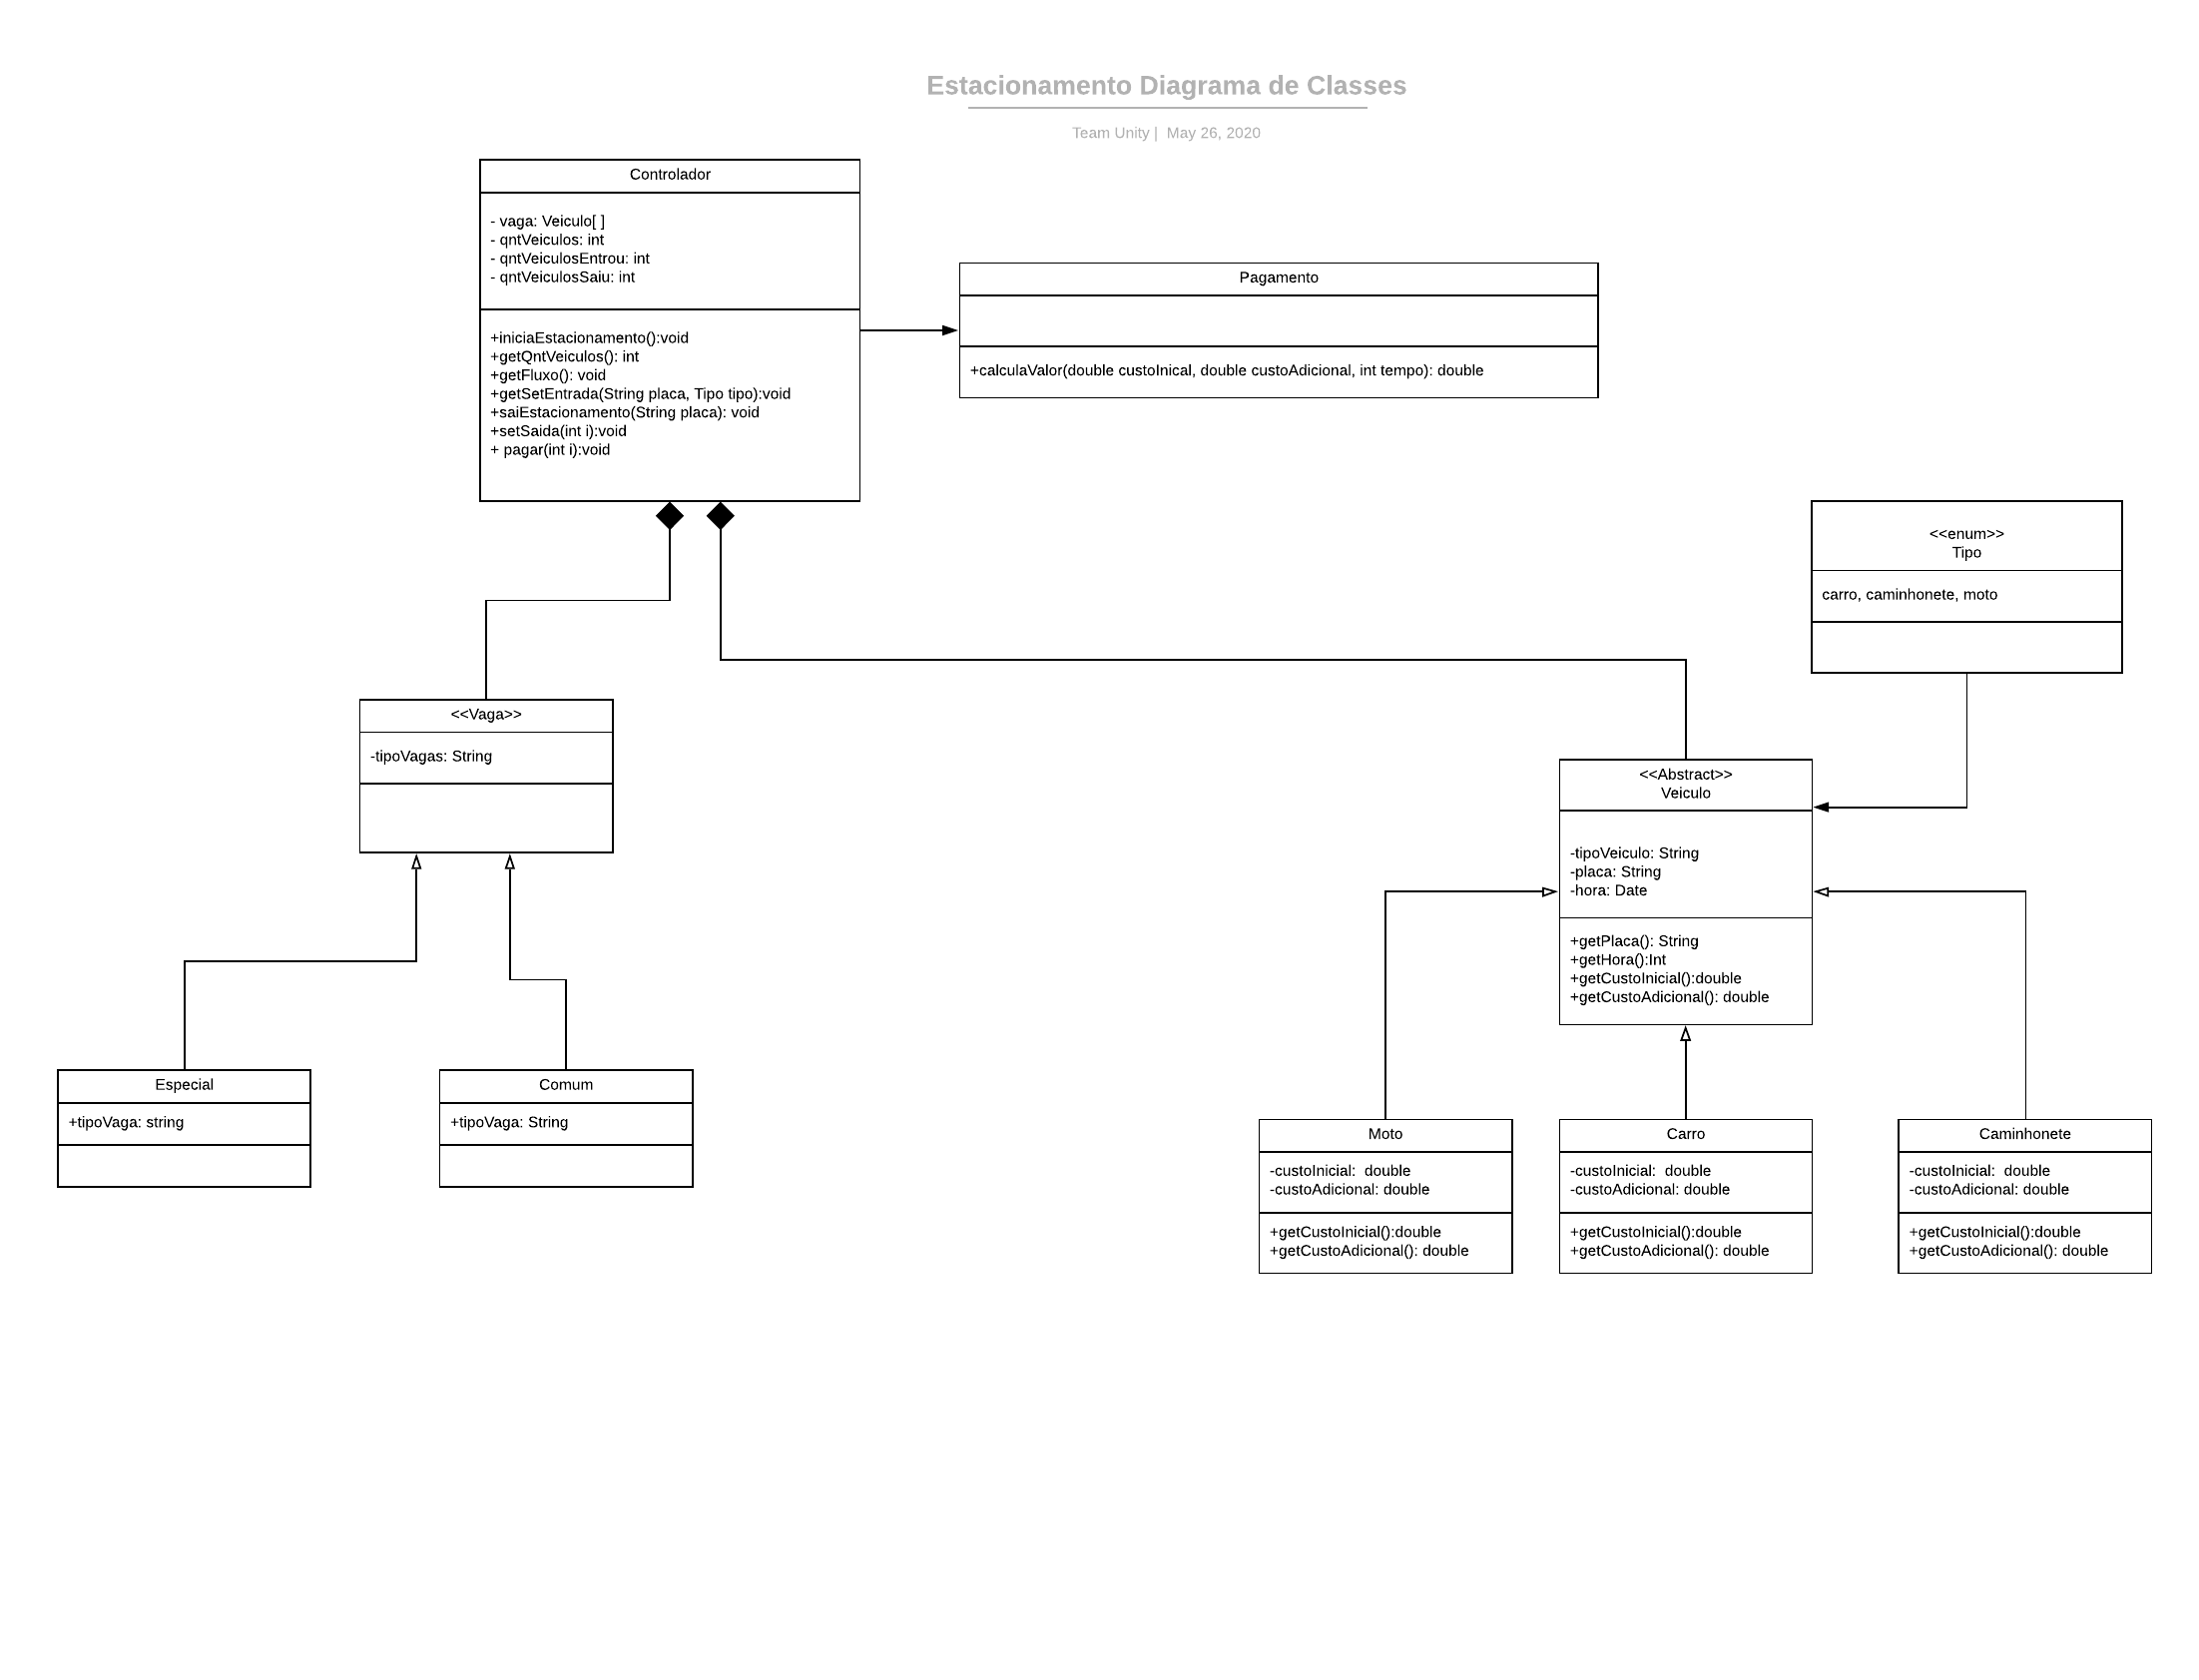 Estacionamento Diagrama de Classes
Team Unity |  May 26, 2020
Controlador
- vaga: Veiculo[ ]
- qntVeiculos: int
- qntVeiculosEntrou: int
- qntVeiculosSaiu: int
+iniciaEstacionamento():void
+getQntVeiculos(): int
+getFluxo(): void
+getSetEntrada(String placa, Tipo tipo):void
+saiEstacionamento(String placa): void
+setSaida(int i):void
+ pagar(int i):void
Pagamento
+calculaValor(double custoInical, double custoAdicional, int tempo): double
<<enum>>
Tipo
carro, caminhonete, moto
<<Vaga>>
-tipoVagas: String
<<Abstract>>
Veiculo
-tipoVeiculo: String
-placa: String
-hora: Date
+getPlaca(): String
+getHora():Int
+getCustoInicial():double
+getCustoAdicional(): double
Especial
+tipoVaga: string
Comum
+tipoVaga: String
Moto
-custoInicial:  double
-custoAdicional: double
+getCustoInicial():double
+getCustoAdicional(): double
Carro
-custoInicial:  double
-custoAdicional: double
+getCustoInicial():double
+getCustoAdicional(): double
Caminhonete
-custoInicial:  double
-custoAdicional: double
+getCustoInicial():double
+getCustoAdicional(): double